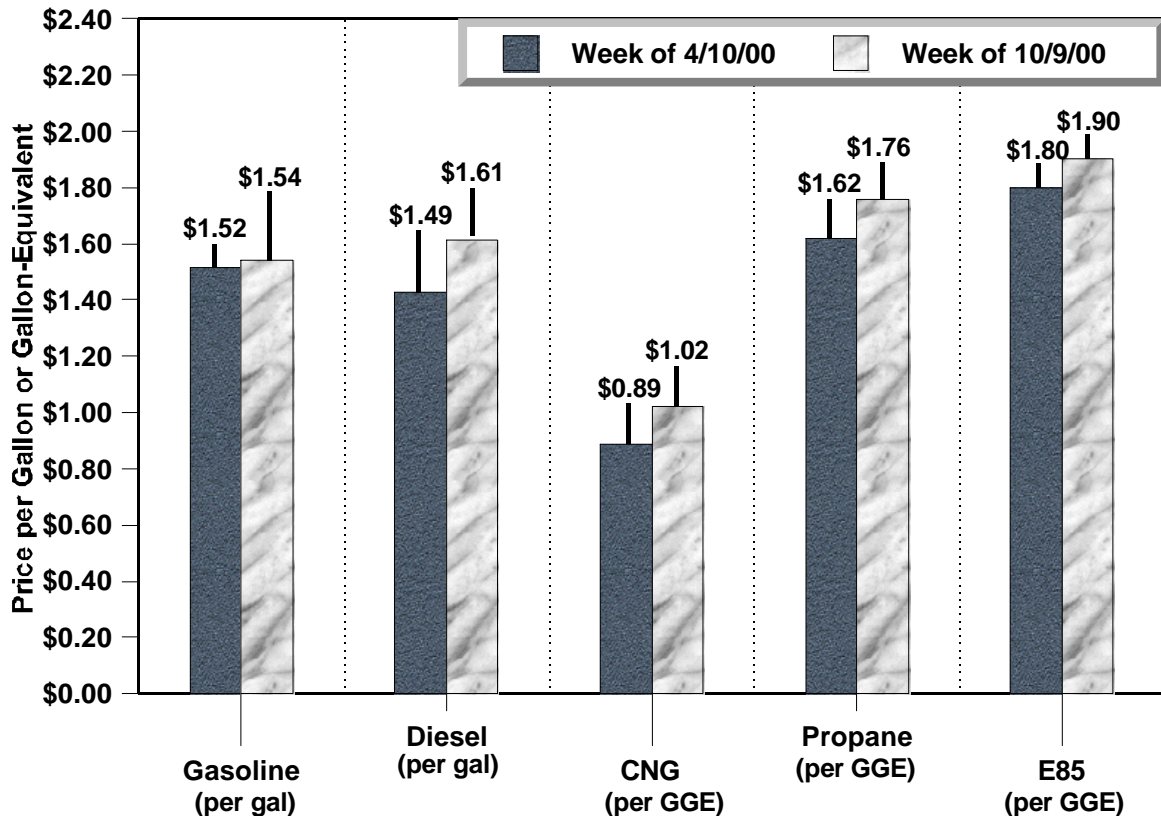 Price per Gallon or Gallon-Equivalent
$2.40
$2.20
$2.00
$1.80
$1.60
$1.40
$1.20
$1.00
$0.80
$0.60
$0.40
$0.20
$0.00
Week of 4/10/00
Week of 10/9/00
$1.52
$1.54
$1.49
$1.61
$0.89
$1.02
$1.62
$1.76
$1.80
$1.90
Gasoline
(per gal)
Diesel
(per gal)
CNG
(per GGE)
Propane
(per GGE)
E85
(per GGE)